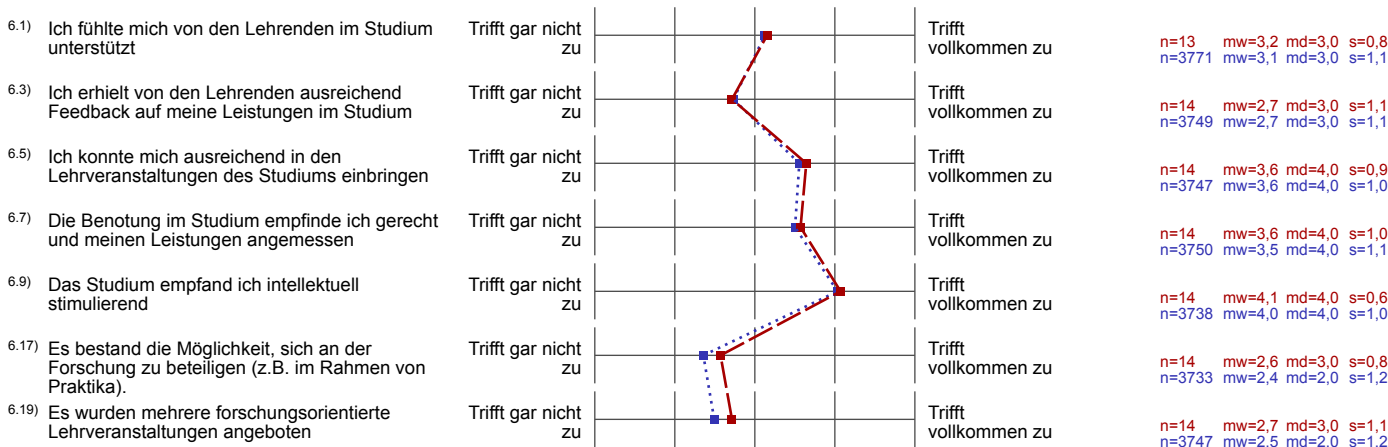 6.1) Ich fühlte mich von den Lehrenden im Studium
unterstützt
Trifft gar nicht
zu
Trifft
vollkommen zu
n=13 mw=3,2 md=3,0 s=0,8
n=3771 mw=3,1 md=3,0 s=1,1
6.3) Ich erhielt von den Lehrenden ausreichend
Feedback auf meine Leistungen im Studium
Trifft gar nicht
zu
Trifft
vollkommen zu
n=14 mw=2,7 md=3,0 s=1,1
n=3749 mw=2,7 md=3,0 s=1,1
6.5) Ich konnte mich ausreichend in den
Lehrveranstaltungen des Studiums einbringen
Trifft gar nicht
zu
Trifft
vollkommen zu
n=14 mw=3,6 md=4,0 s=0,9
n=3747 mw=3,6 md=4,0 s=1,0
6.7) Die Benotung im Studium empfinde ich gerecht
und meinen Leistungen angemessen
Trifft gar nicht
zu
Trifft
vollkommen zu
n=14 mw=3,6 md=4,0 s=1,0
n=3750 mw=3,5 md=4,0 s=1,1
6.9) Das Studium empfand ich intellektuell
stimulierend
Trifft gar nicht
zu
Trifft
vollkommen zu
n=14 mw=4,1 md=4,0 s=0,6
n=3738 mw=4,0 md=4,0 s=1,0
6.17) Es bestand die Möglichkeit, sich an der
Forschung zu beteiligen (z.B. im Rahmen von
Praktika).
Trifft gar nicht
zu
Trifft
vollkommen zu
n=14 mw=2,6 md=3,0 s=0,8
n=3733 mw=2,4 md=2,0 s=1,2
6.19) Es wurden mehrere forschungsorientierte
Lehrveranstaltungen angeboten
Trifft gar nicht
zu
Trifft
vollkommen zu
n=14 mw=2,7 md=3,0 s=1,1
n=3747 mw=2,5 md=2,0 s=1,2